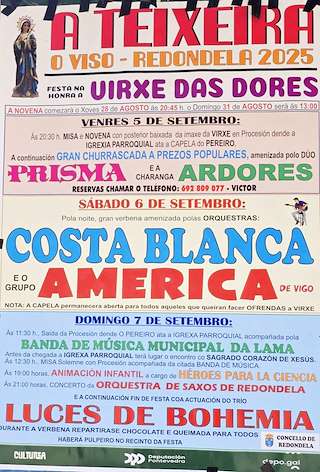 A TEIXEIRA
O VISO - REDONDELA 2025
FESTA NA
HONRA A
VIRXE DAS DORES
A NOVENA comezará o Xoves 28 de AGOSTO ás 20:45 h. o Domingo 31 de AGOSTO será ás 13:00
VENRES 5 DE SETEMBRO:
Ás 20:30 h. MISA e NOVENA con posterior baixada da imaxe da VIRXE en Procesión dende a
IGREXIA PARROQUIAL ata a CAPELA do PEREIRO.
A continuación GRAN CHURRASCADA A PREZOS POPULARES, amenizada polo DÚO
PRISMA
E A
CHARANGA
ARDORES
RESERVAS CHAMAR O TELÉFONO: 692 809 077 - VICTOR
SÁBADO 6 DE SETEMBRO:
Pola noite, gran verbena amenizada polas ORQUESTRAS:
COSTA BLANCA
E O
GRUPO
AMERICA
DE VIGO
NOTA: A CAPELA permanecera aberta para todos aqueles que queiran facer OFRENDAS a VIRXE
DOMINGO 7 DE SETEMBRO:
Ás 11:30 h.. Saida da Procesión dende O PEREIRO ata a IGREXA PARROQUIAL, acompañada pola
BANDA DE MÚSICA MUNICIPAL DA LAMA
Antes da chegada a IGREXA PARROQUIAL terá lugar o encontro co SAGRADO CORAZÓN DE XESÚS.
Ás 12:30 h. MISA Solemne con Procesión acompañada da citada BANDA DE MÚSICA
Ás 19:00 horas. ANIMACIÓN INFANTIL a cargo de HÉROES PARA LA CIENCIA
Ás 21:00 horas. CONCERTO da ORQUESTRA DE SAXOS DE REDONDELA
E A CONTINUACIÓN FIN DE FESTA COA ACTUACIÓN DO TRIO
LUCES DE BOHEMIA
DURANTE A VERBENA REPARTIRASE CHOCOLATE E QUEIMADA PARA TODOS
HABERA PULPEIRO NO RECINTO DA FESTA
CONCELLO DE
REDONDELA
CULTURSA
Deputación
Pontevedra
depo.gal